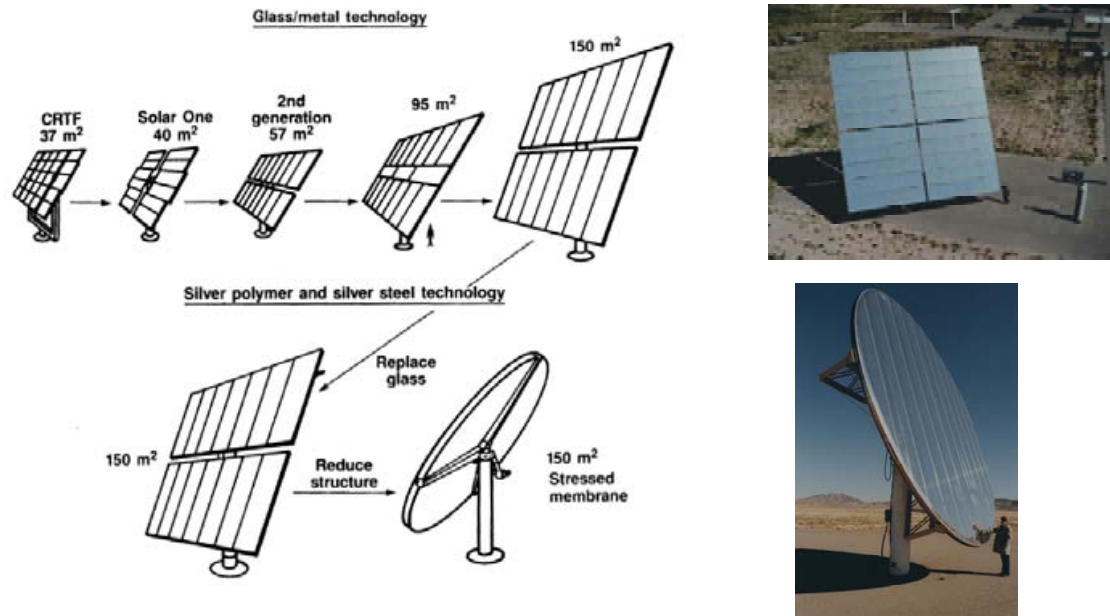 Glass/metal technology
150 m²
95 m²
2nd
generation
57 m²
Solar One
40 m²
CRTF
37 m²
Silver polymer and silver steel technology
Replace
glass
150 m²
Reduce
structure
150 m²
Stressed
membrane